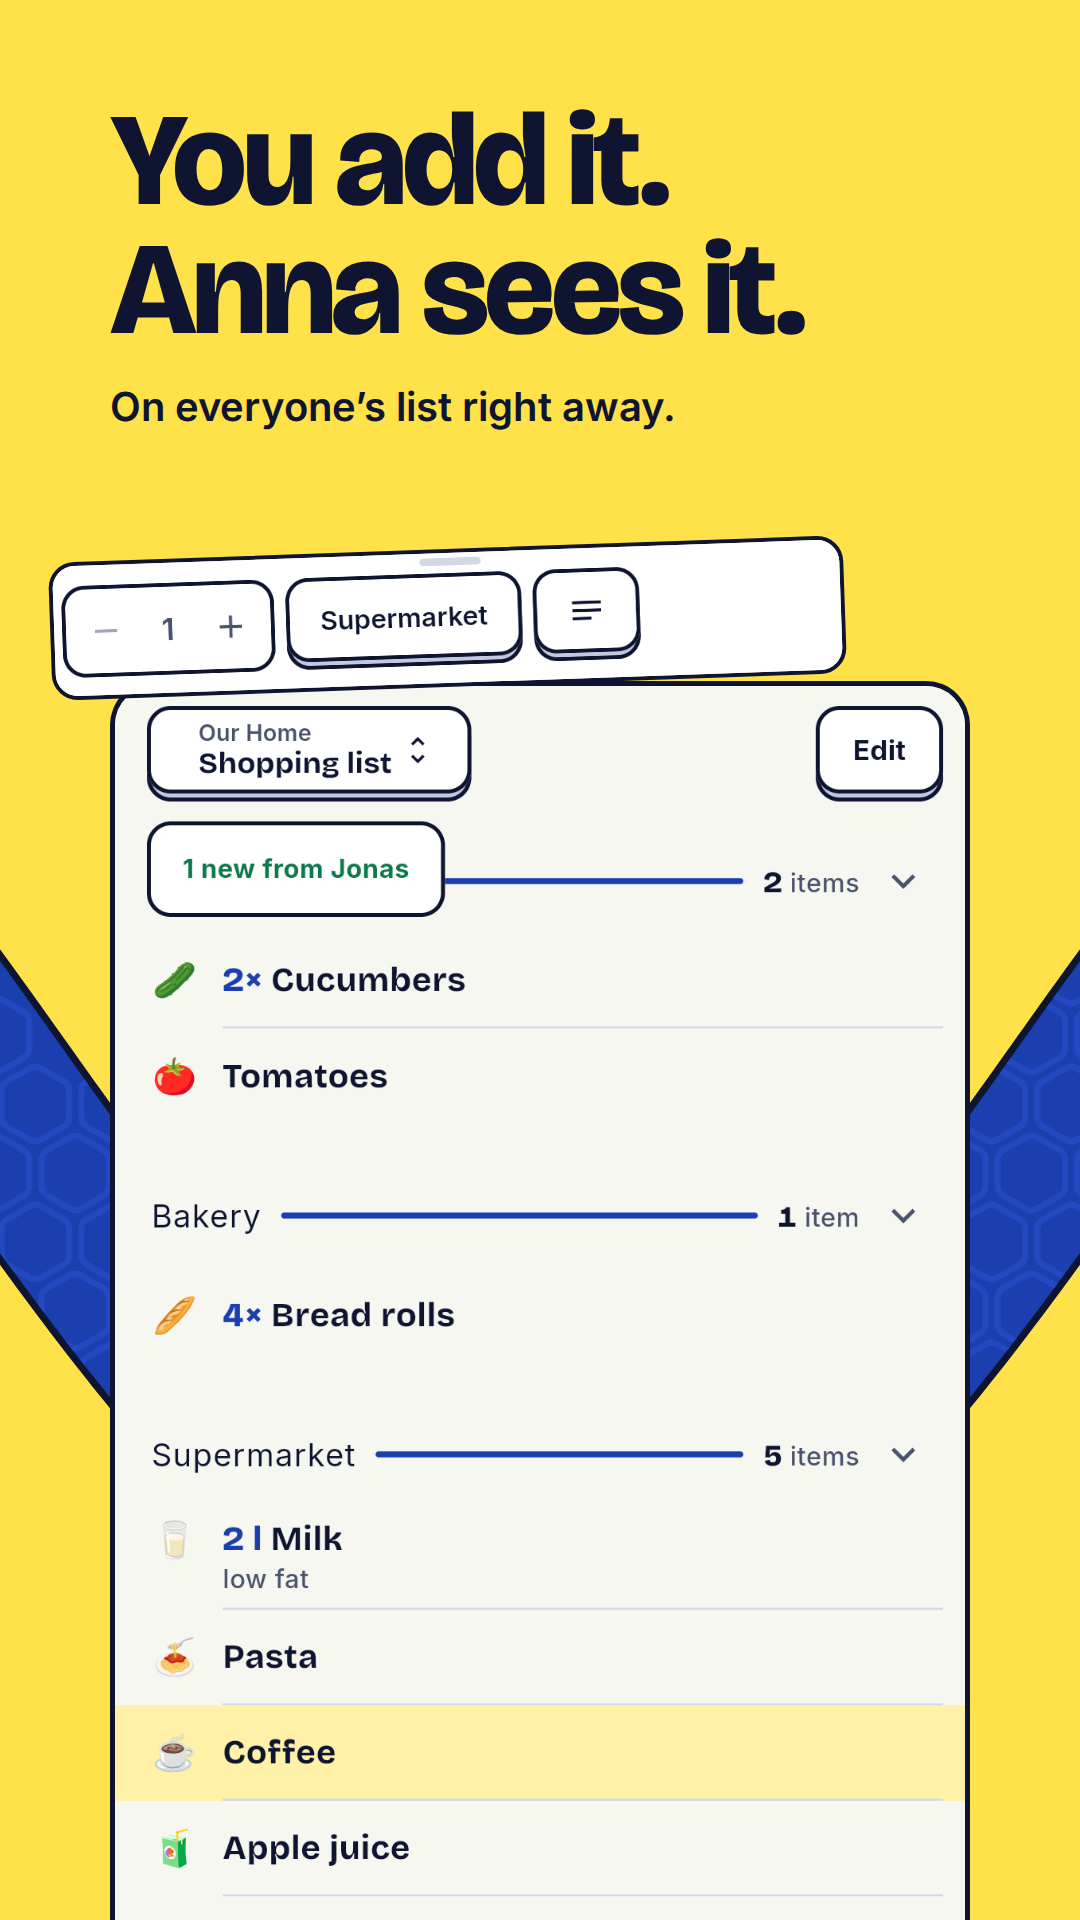 You add it.
Anna sees it.
On everyone’s list right away.
1
Supermarket
Our Home
Shopping list
Edit
1 new from Jonas
2 items
2× Cucumbers
Tomatoes
Bakery
1 item
4× Bread rolls
Supermarket
5 items
2 l Milk
low fat
Pasta
Coffee
Apple juice